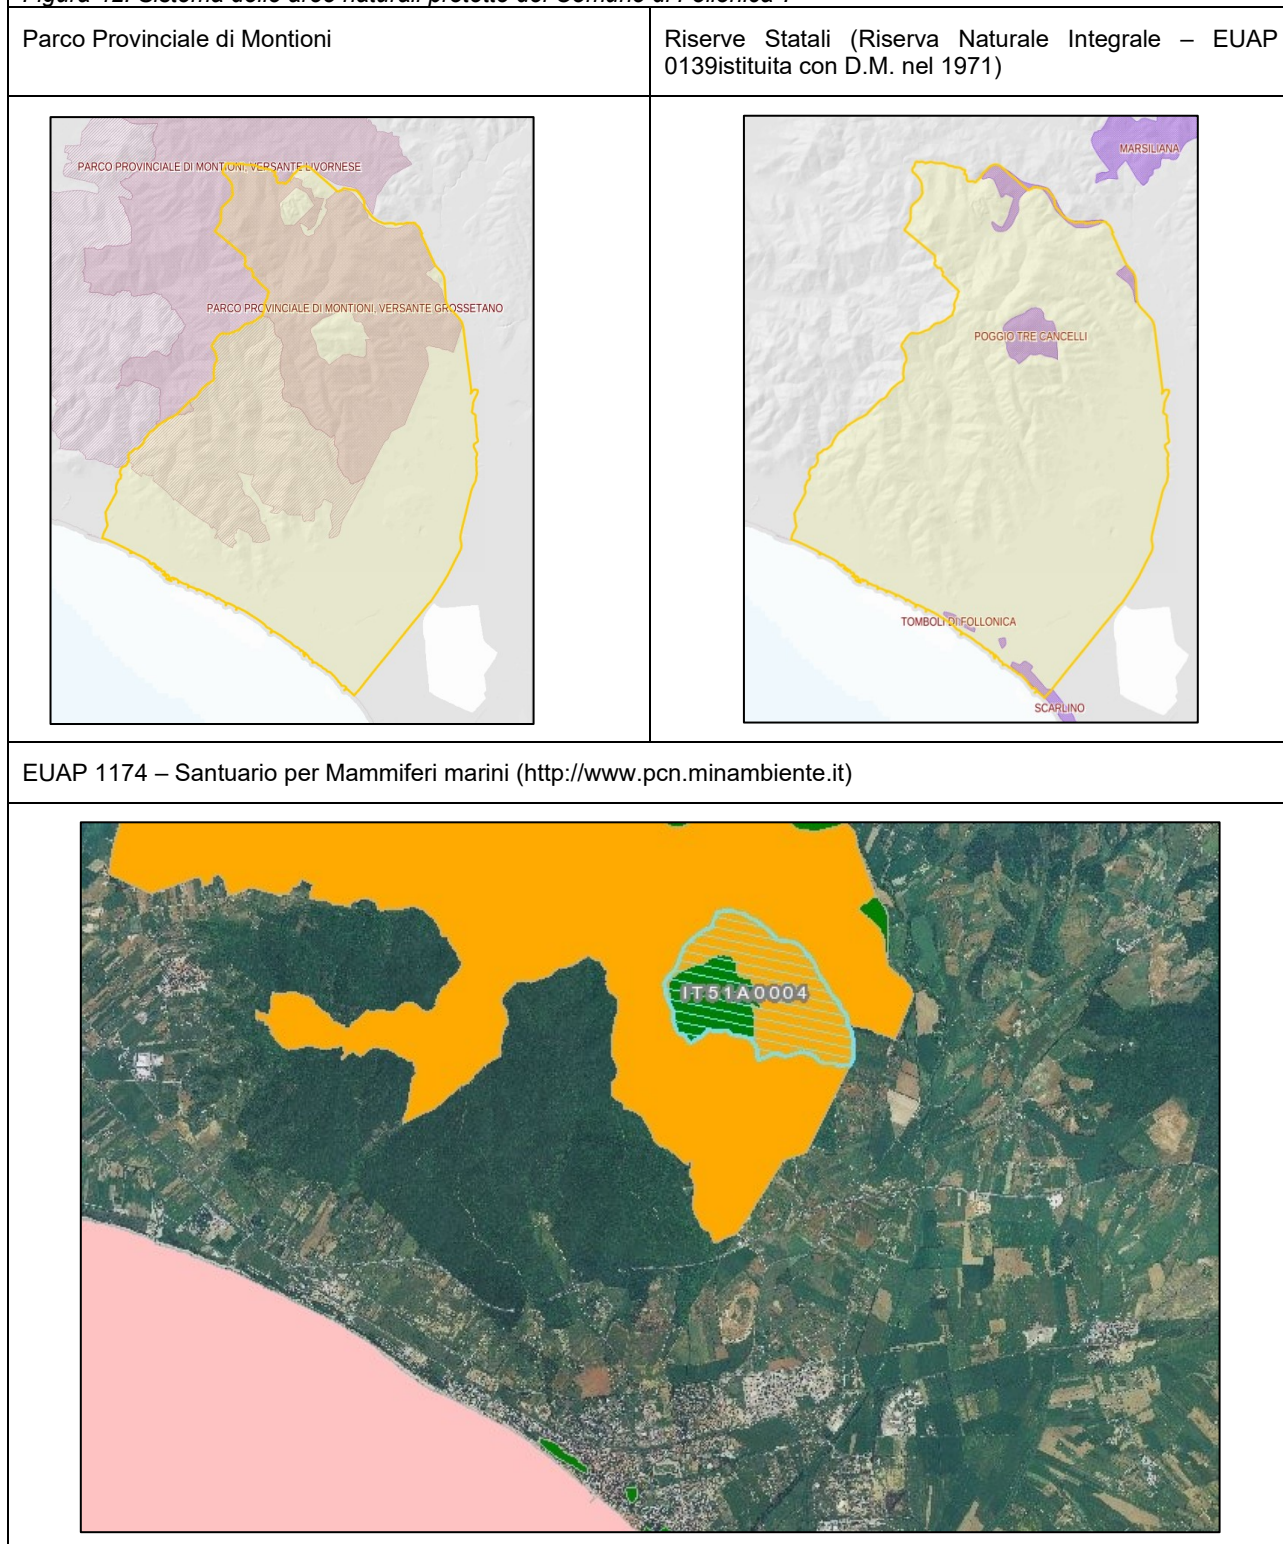 Figura 42: Sistema delle aree naturali protette del Comune di Follonica
Parco Provinciale di Montioni
Riserve Statali (Riserva Naturale Integrale – EUAP
0139istituita con D.M. nel 1971)
PARCO PROVINCIALE DI MONTIONI, VERSANTE LIVORNESE
PARCO PROVINCIALE DI MONTIONI, VERSANTE GROSSETANO
MARSILIANA
POGGIO TRE CANCELLI
TOMBOLI DI FOLLONICA
SCARLINO
EUAP 1174 – Santuario per Mammiferi marini (http://www.pcn.minambiente.it)
IT51A0004